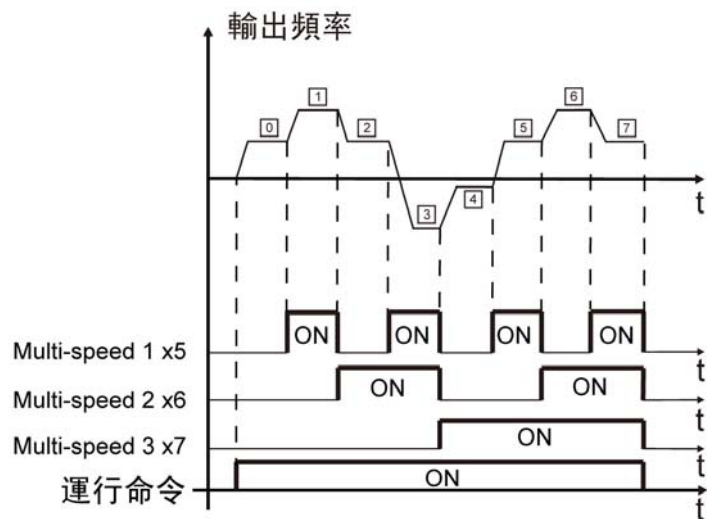 輸出頻率
1
6
0
2
5
7
3
4
t
ON
ON
ON
ON
Multi-speed 1 x5
t
ON
ON
Multi-speed 2 x6
t
ON
Multi-speed 3 x7
t
ON
運行命令
t